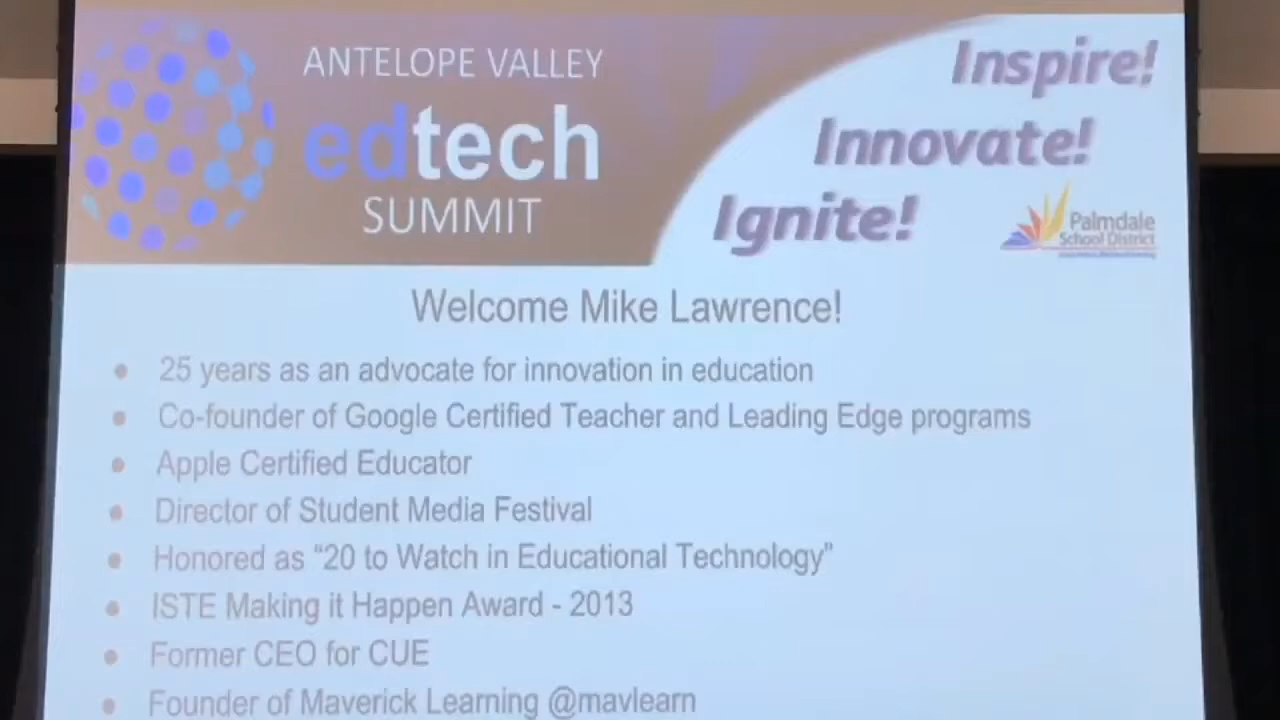 ANTELOPE VALLEY
edtech
SUMMIT
Inspire!
Innovate!
Ignite!
Palmdale
School District
Welcome Mike Lawrence!
● 25 years as an advocate for innovation in education
● Co-founder of Google Certified Teacher and Leading Edge programs
● Apple Certified Educator
● Director of Student Media Festival
● Honored as “20 to Watch in Educational Technology”
● ISTE Making it Happen Award - 2013
● Former CEO for CUE
● Founder of Maverick Learning @mavlearn